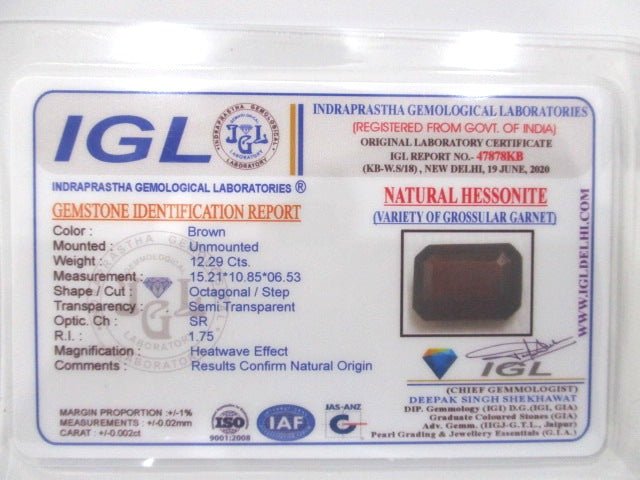 IGL
INDRAPRASTHA GEMOLOGICAL LABORATORIES
IGL
INDRAPRASTHA GEMOLOGICAL LABORATORIES ®
GEMSTONE IDENTIFICATION REPORT
Color : Brown
Mounted : Unmounted
Weight : 12.29 Cts.
Measurement : 15.21*10.85*06.53
Shape / Cut : Octagonal / Step
Transparency : Semi Transparent
Optic. Ch : SR
R.I. : 1.75
Magnification : Heatwave Effect
Comments : Results Confirm Natural Origin
MARGIN PROPORTION :+/-1%
MEASUREMENTS : +/-0.02mm
CARAT : +/-0.002ct
ISO
9001:2008
IAF
JAS-ANZ
INDRAPRASTHA GEMOLOGICAL LABORATORIES
(REGISTERED FROM GOVT. OF INDIA)
ORIGINAL LABORATORY CERTIFICATE
IGL REPORT NO.- 47878KB
(KB-W.S/18) , NEW DELHI, 19 JUNE, 2020
NATURAL HESSONITE
(VARIETY OF GROSSULAR GARNET)
WWW.IGLDELHI.COM
IGL
(CHIEF GEMMOLOGIST)
DEEPAK SINGH SHEKHAWAT
DIP. Gemmology (IGI) D.G.(IGI, GIA)
Graduate Coloured Stones (GIA)
Adv. Gemm. (IIGJ-G.T.L., Jaipur)
Pearl Grading & Jewellery Essentials (G.I.A.)